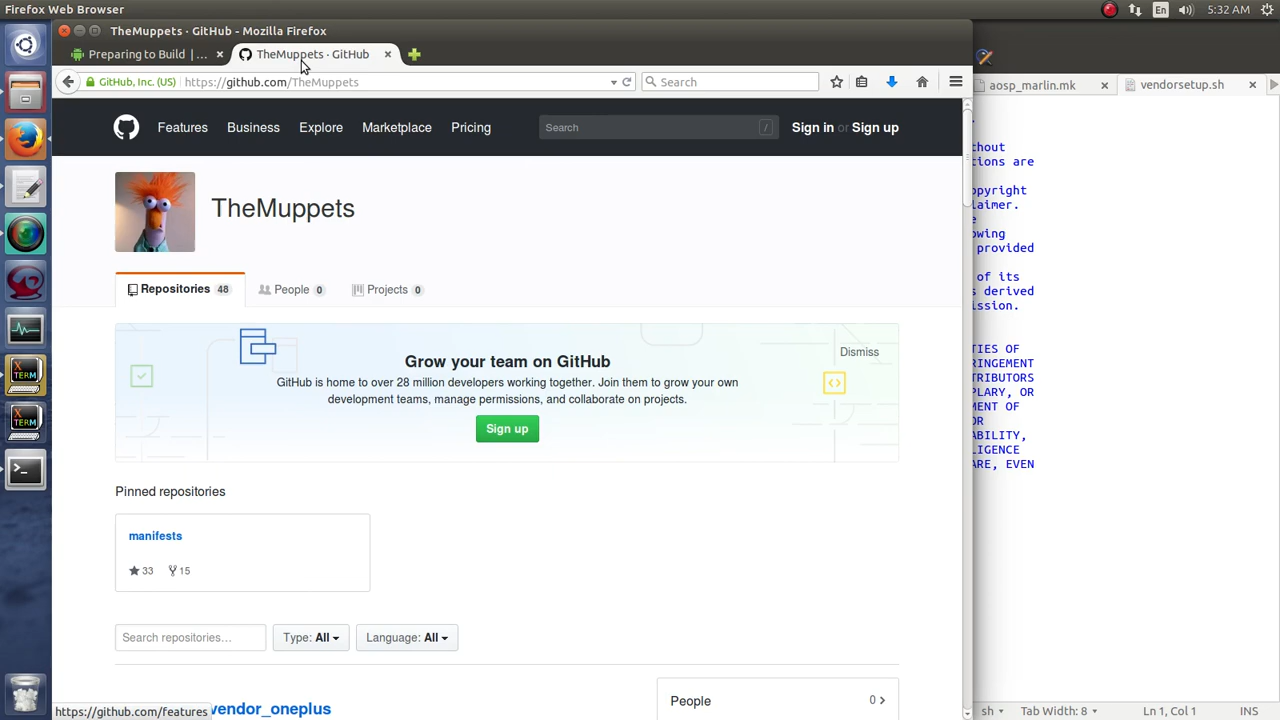 Firefox Web Browser
En
5:32 AM
TheMuppets · GitHub - Mozilla Firefox
Preparing to Build | ...
TheMuppets · GitHub
GitHub, Inc. (US)
https://github.com/TheMuppets
Search
aosp_marlin.mk
vendorsetup.sh
Features
Business
Explore
Marketplace
Pricing
Search
/
Sign in or Sign up
TheMuppets
Repositories 48
People 0
Projects 0
Grow your team on GitHub
Dismiss
GitHub is home to over 28 million developers working together. Join them to grow your own
development teams, manage permissions, and collaborate on projects.
Sign up
Pinned repositories
manifests
33
15
Search repositories...
Type: All
Language: All
vendor_oneplus
People
0
https://github.com/features
thout
tions are
opyright
laimer.
e
owing
provided
of its
s derived
ission.
TIES OF
RINGEMENT
TRIBUTORS
PLARY, OR
MENT OF
OR
ABILITY,
LIGENCE
ARE, EVEN
X
TERM
X
TERM
sh
Tab Width: 8
Ln 1, Col 1
INS